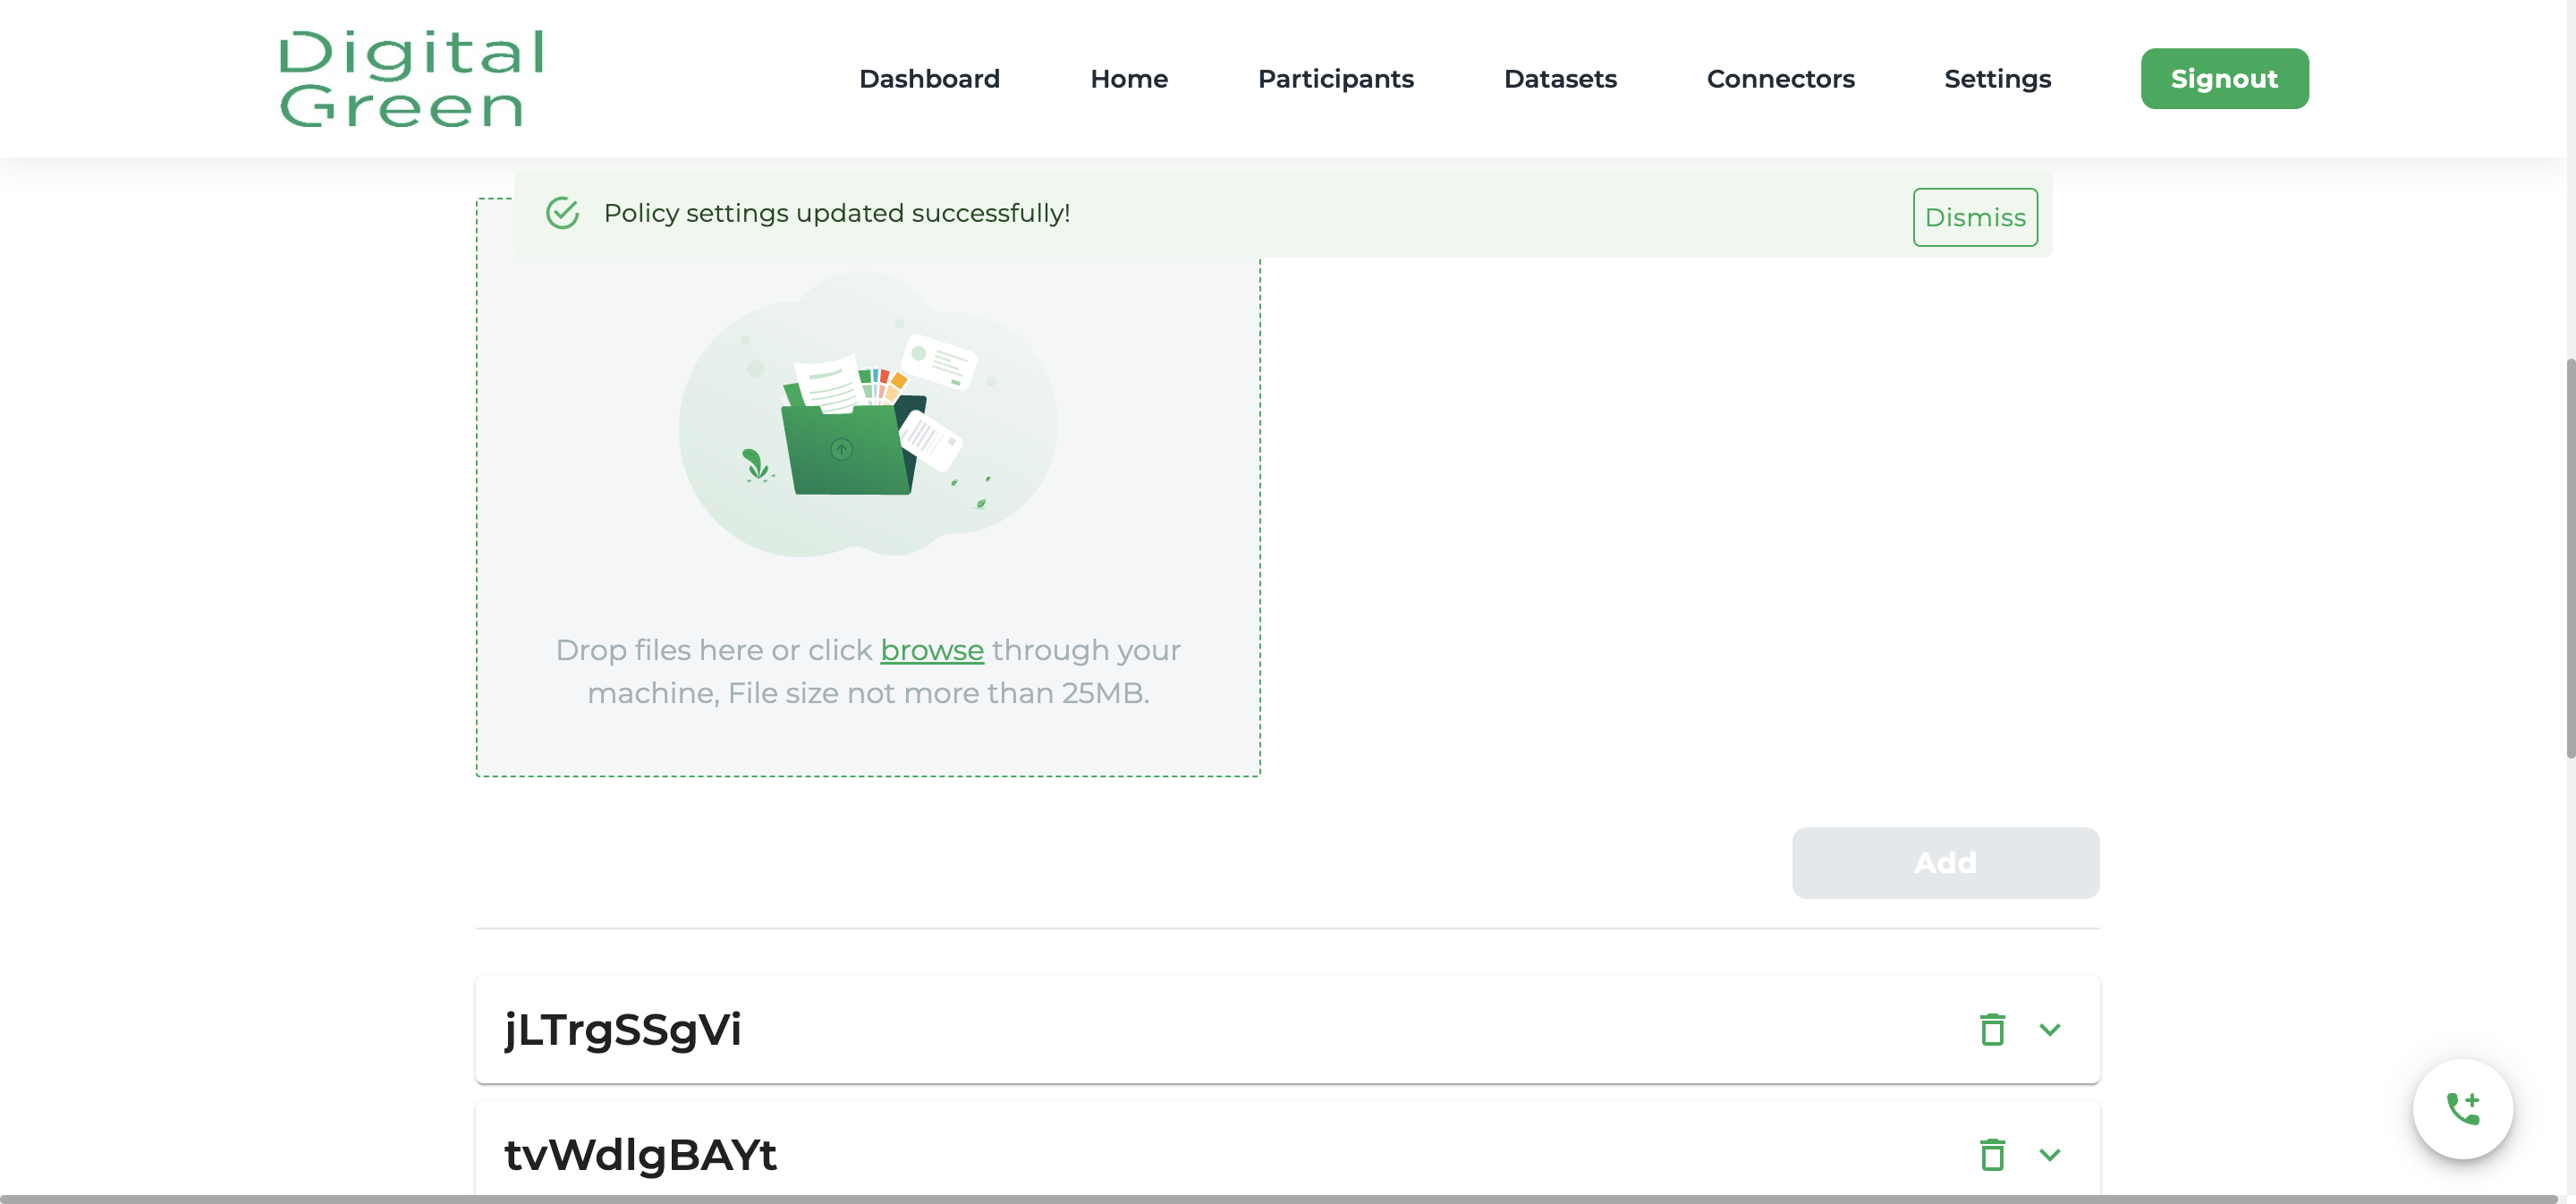 Digital
Green
Dashboard Home Participants Datasets Connectors Settings Signout
Policy settings updated successfully! Dismiss
Drop files here or click browse through your
machine, File size not more than 25MB.
Add
jLTrgSSgVi
tvWdlgBAYt